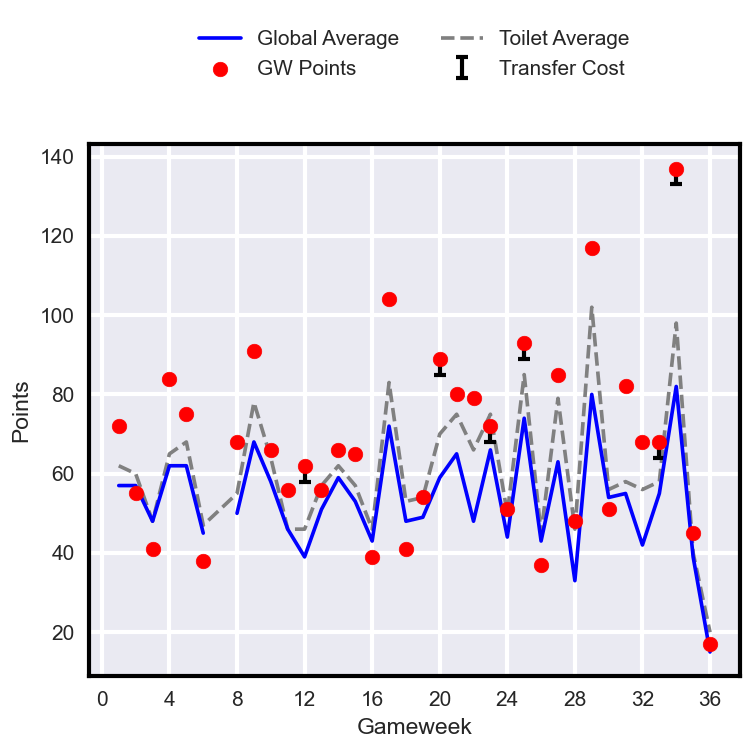 Global Average
Toilet Average
GW Points
Transfer Cost
140
120
100
80
60
40
20
Points
0 4 8 12 16 20 24 28 32 36
Gameweek